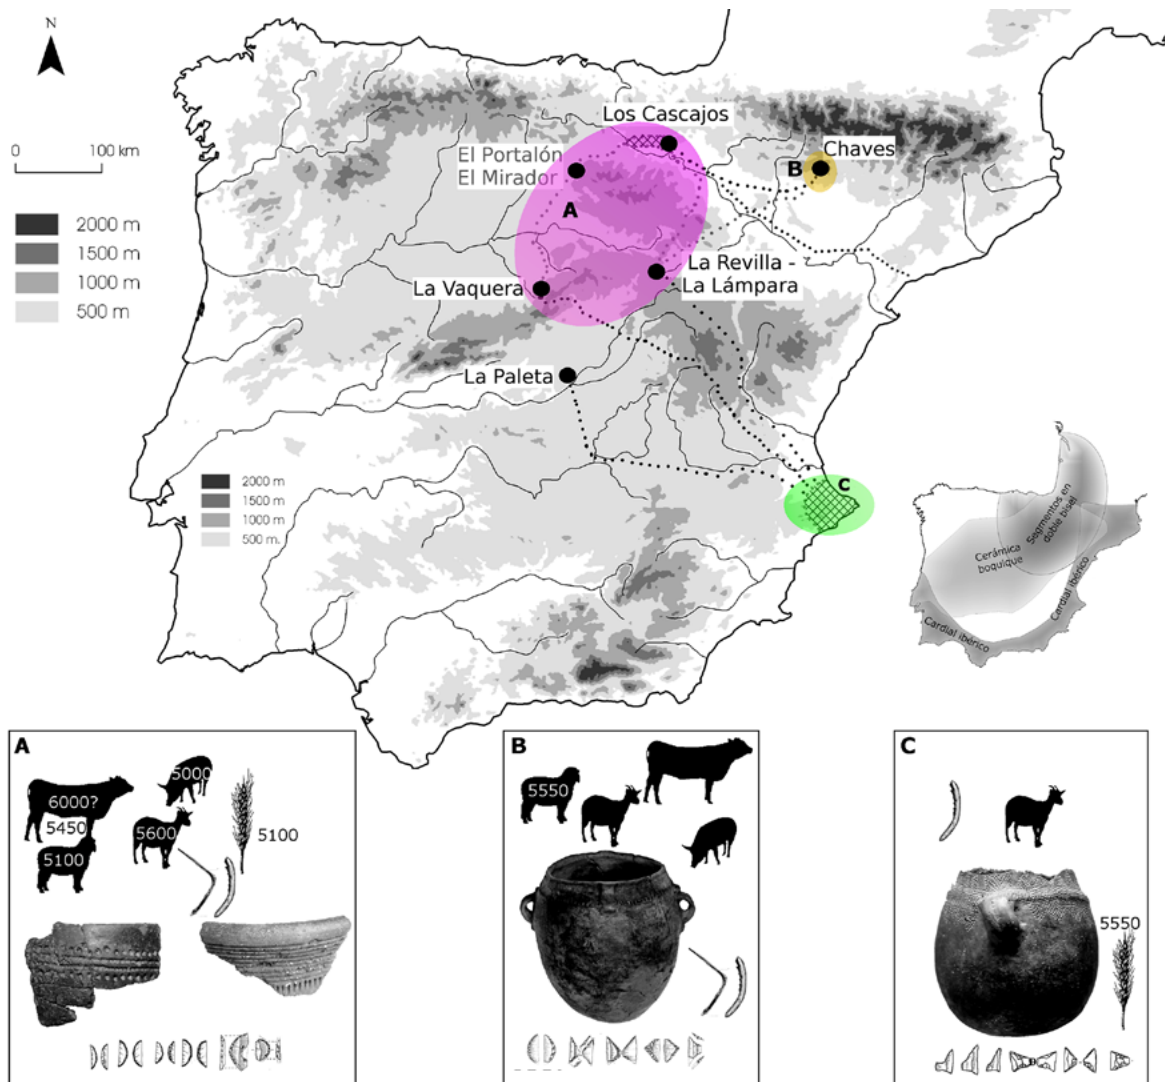 N
0 100 km
2000 m
1500 m
1000 m
500 m
Los Cascajos
El Portalón
El Mirador
A
B
Chaves
La Vaquera
La Revilla -
La Lámpara
La Paleta
C
2000 m
1500 m
1000 m
500 m.
Segmentos en
doble bisel
Cerámica
boquique
Cardial ibérico
Cardial ibérico
A
6000?
5450
5000
5600
5100
5100
B
5550
C
5550